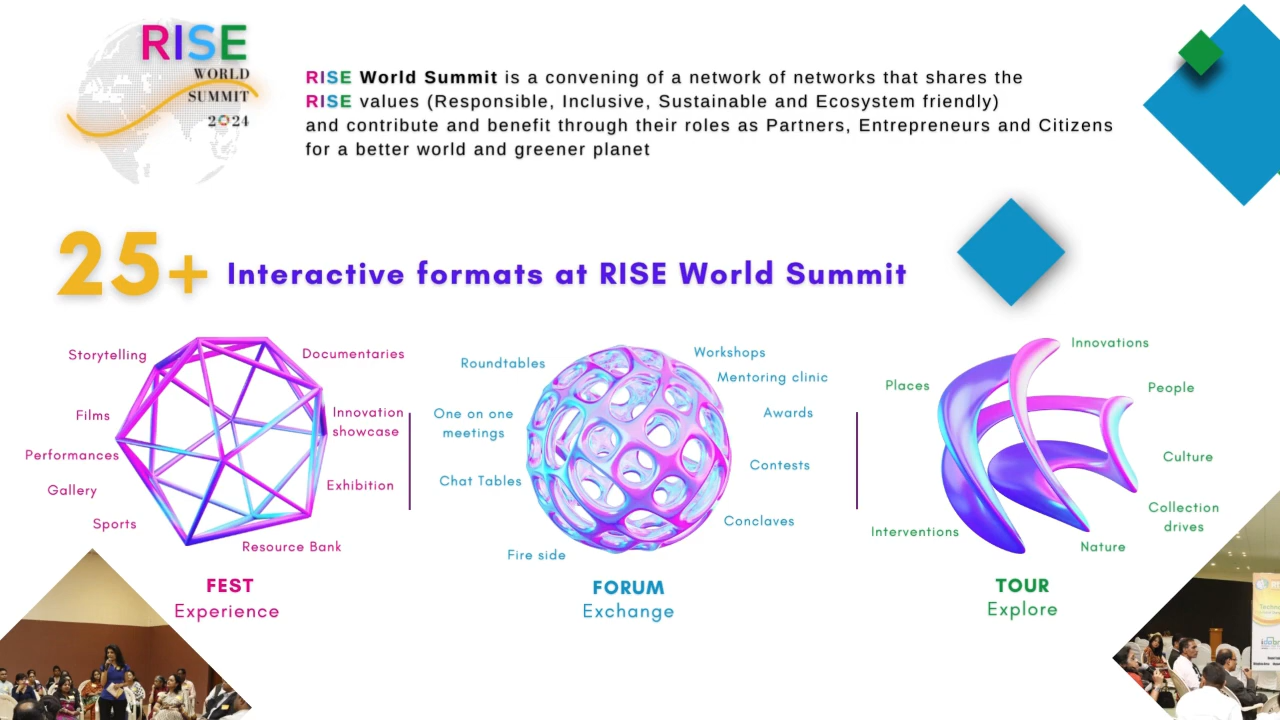 RISE
WORLD
SUMMIT
2024
RISE World Summit is a convening of a network of networks that shares the
RISE values (Responsible, Inclusive, Sustainable and Ecosystem friendly)
and contribute and benefit through their roles as Partners, Entrepreneurs and Citizens
for a better world and greener planet
25+ Interactive formats at RISE World Summit
Storytelling
Documentaries
Films
Innovation
showcase
Performances
Gallery
Exhibition
Sports
Resource Bank
FEST
Experience
Roundtables
Workshops
Mentoring clinic
One on one
meetings
Awards
Chat Tables
Contests
Conclaves
Fire side
FORUM
Exchange
Innovations
Places
People
Culture
Collection
drives
Interventions
Nature
TOUR
Explore